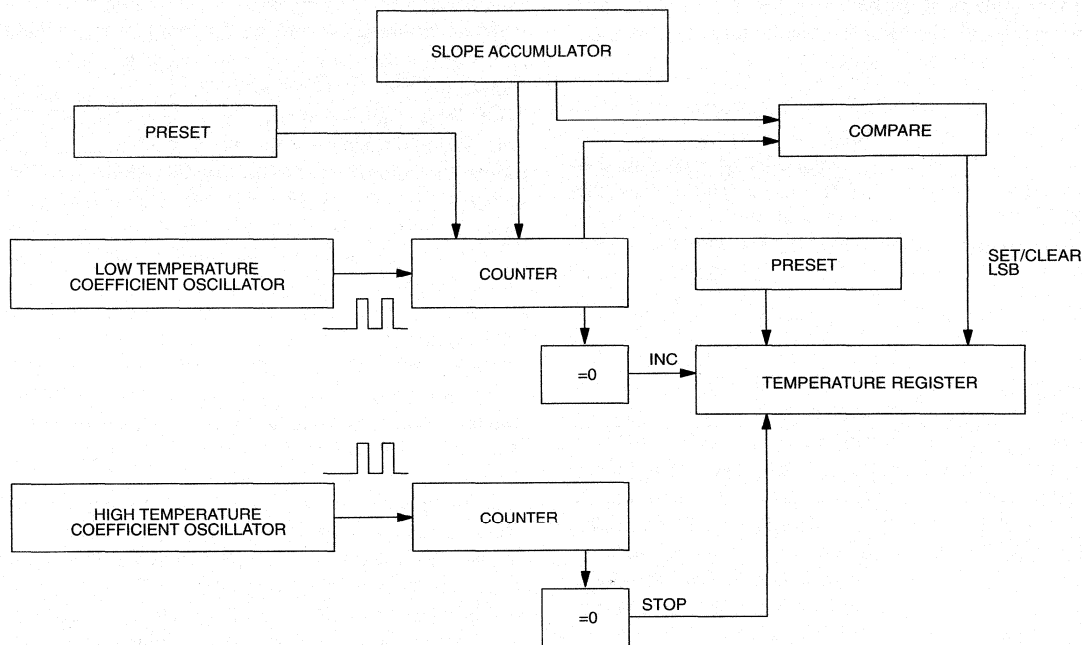 SLOPE ACCUMULATOR
PRESET
COMPARE
LOW TEMPERATURE
COEFFICIENT OSCILLATOR
COUNTER
PRESET
SET/CLEAR
LSB
=0
INC
TEMPERATURE REGISTER
HIGH TEMPERATURE
COEFFICIENT OSCILLATOR
COUNTER
=0
STOP